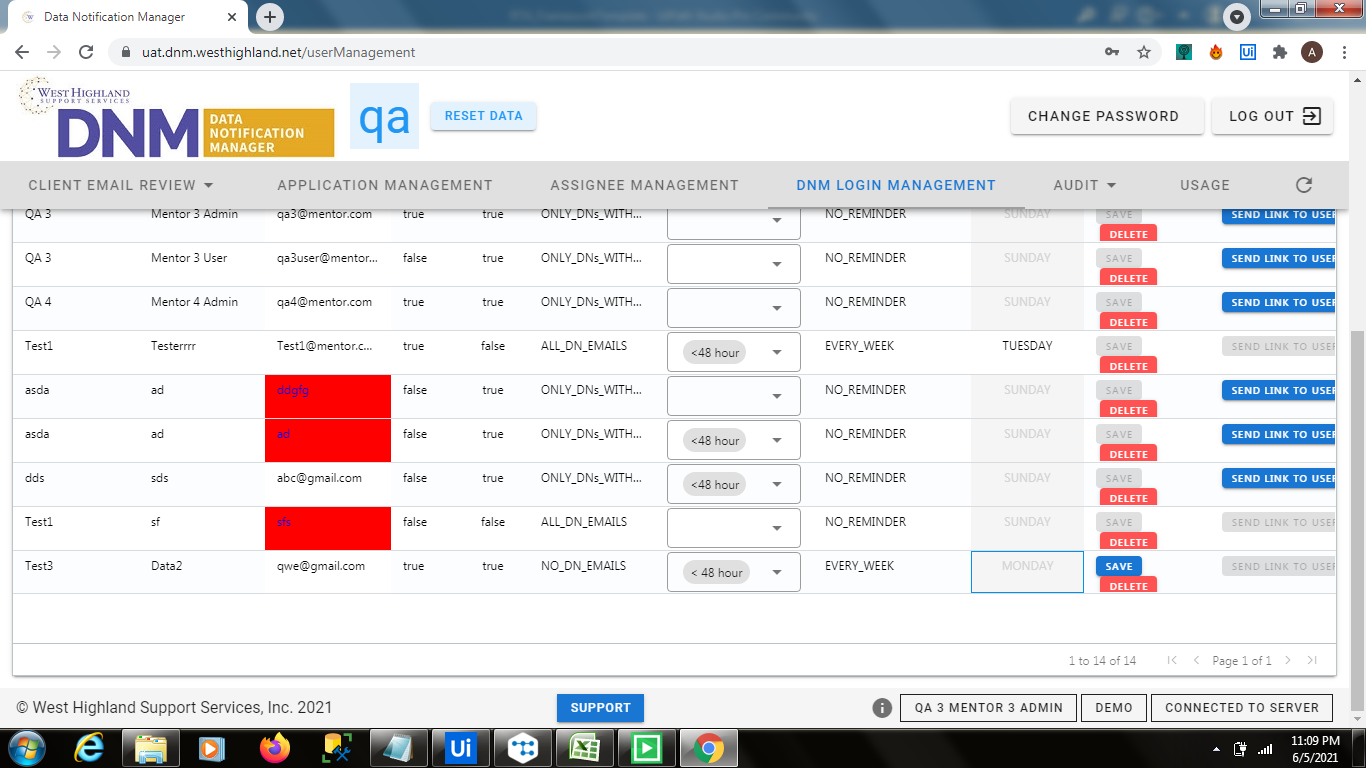 Data Notification Manager
uat.dnm.westhighland.net/userManagement
Ui
A
WEST HIGHLAND
SUPPORT SERVICES
DNM DATA NOTIFICATION MANAGER
qa
RESET DATA
CHANGE PASSWORD
LOG OUT
CLIENT EMAIL REVIEW APPLICATION MANAGEMENT ASSIGNEE MANAGEMENT DNM LOGIN MANAGEMENT AUDIT USAGE
QA 3 Mentor 3 Admin qa3@mentor.com true true ONLY_DNs_WITH... NO_REMINDER SUNDAY SAVE SEND LINK TO USER
DELETE
QA 3 Mentor 3 User qa3user@mentor... false true ONLY_DNs_WITH... NO_REMINDER SUNDAY SAVE SEND LINK TO USER
DELETE
QA 4 Mentor 4 Admin qa4@mentor.com true true ONLY_DNs_WITH... NO_REMINDER SUNDAY SAVE SEND LINK TO USER
DELETE
Test1 Testerrrr Test1@mentor.c... true false ALL_DN_EMAILS <48 hour EVERY_WEEK TUESDAY SAVE SEND LINK TO USER
DELETE
asda ad ddgfg false true ONLY_DNs_WITH... NO_REMINDER SUNDAY SAVE SEND LINK TO USER
DELETE
asda ad ad false true ONLY_DNs_WITH... <48 hour NO_REMINDER SUNDAY SAVE SEND LINK TO USER
DELETE
dds sds abc@gmail.com false true ONLY_DNs_WITH... <48 hour NO_REMINDER SUNDAY SAVE SEND LINK TO USER
DELETE
Test1 sf sfs false false ALL_DN_EMAILS NO_REMINDER SUNDAY SAVE SEND LINK TO USER
DELETE
Test3 Data2 qwe@gmail.com true true NO_DN_EMAILS < 48 hour EVERY_WEEK MONDAY SAVE SEND LINK TO USER
DELETE
1 to 14 of 14 Page 1 of 1
© West Highland Support Services, Inc. 2021
SUPPORT
QA 3 MENTOR 3 ADMIN
DEMO
CONNECTED TO SERVER
Ui
11:09 PM
6/5/2021